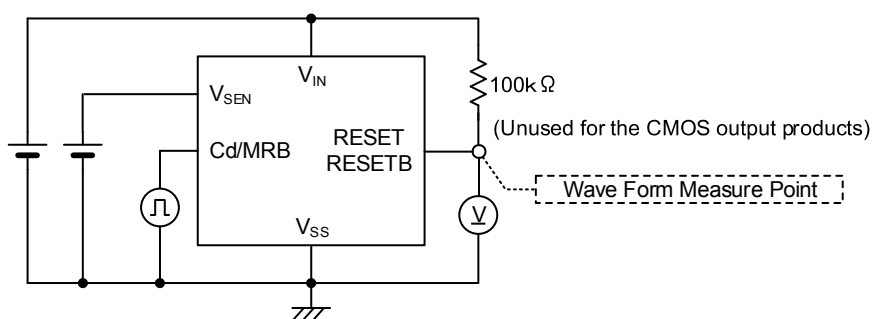 V_IN
V_SEN
100kΩ
(Unused for the CMOS output products)
Cd/MRB
RESET
RESETB
Wave Form Measure Point
V
V_SS